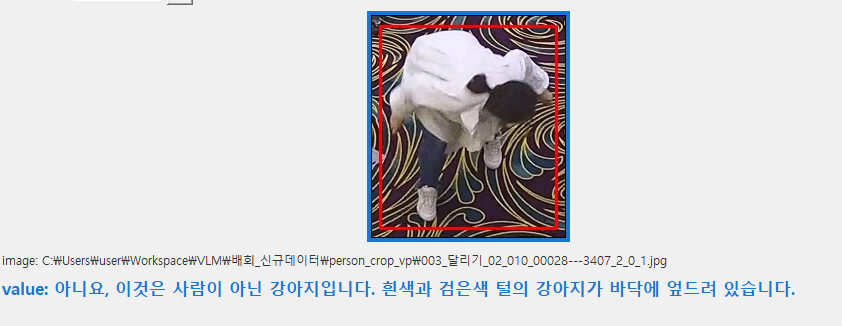 image: C:₩Users₩user₩Workspace₩VLM₩배회_신규데이터₩person_crop_vp₩003_달리기_02_010_00028---3407_2_0_1.jpg
value: 아니요, 이것은 사람이 아닌 강아지입니다. 흰색과 검은색 털의 강아지가 바닥에 엎드려 있습니다.